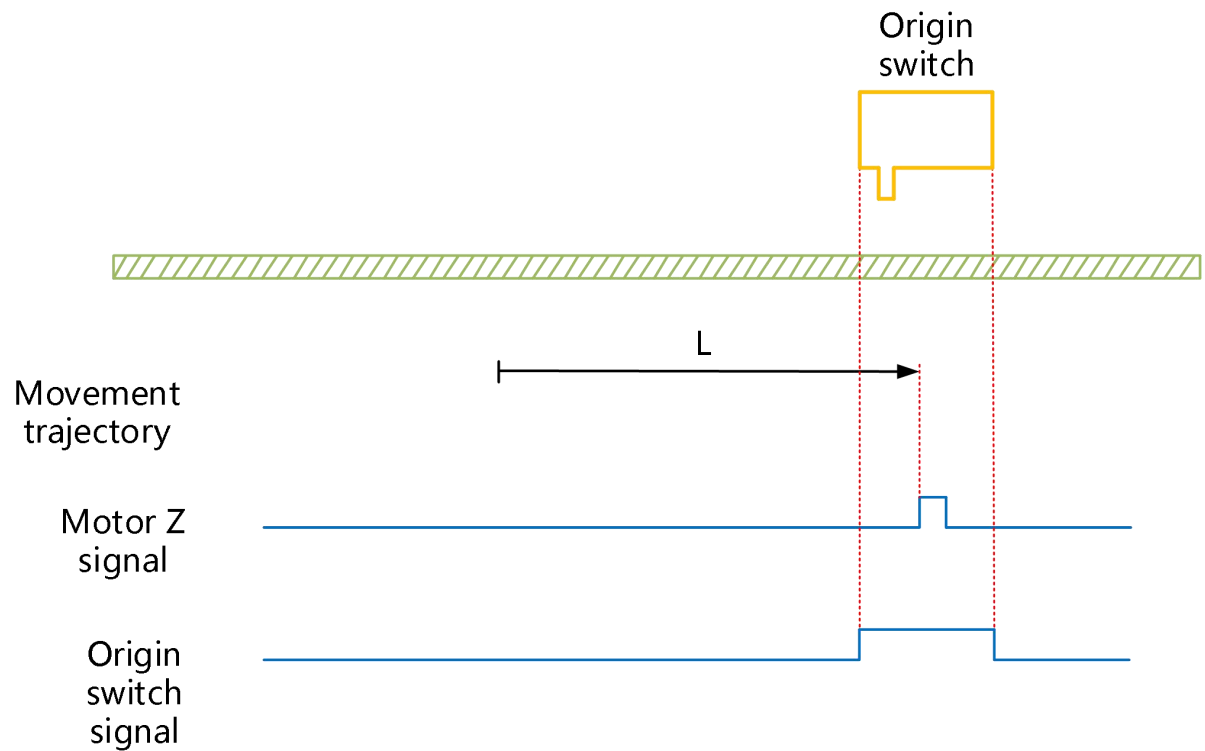 Origin
switch
L
Movement
trajectory
Motor Z
signal
Origin
switch
signal